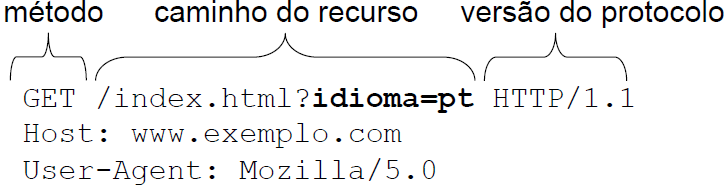 método caminho do recurso versão do protocolo
GET /index.html?idioma=pt HTTP/1.1
Host: www.exemplo.com
User-Agent: Mozilla/5.0